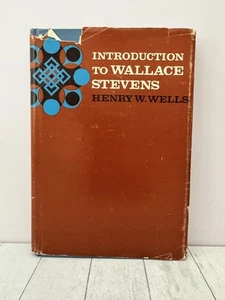 INTRODUCTION
TO WALLACE
STEVENS
HENRY W. WELLS